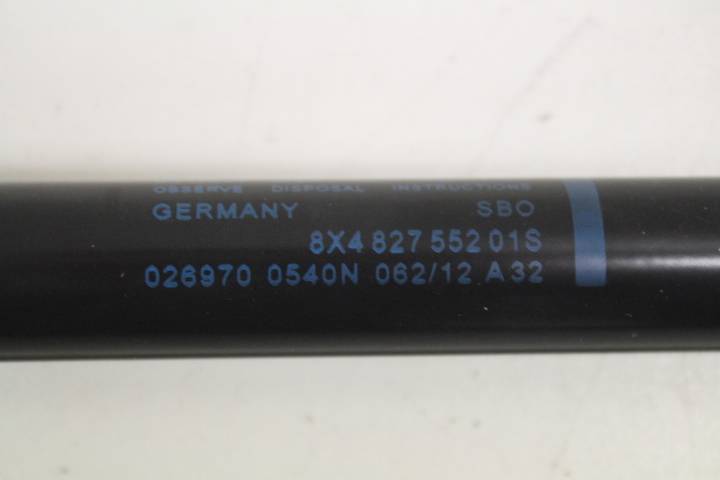 OBSERVE DISPOSAL INSTRUCTIONS
GERMANY SBO
8X4 827 552 01S
026970 0540N 062/12 A32